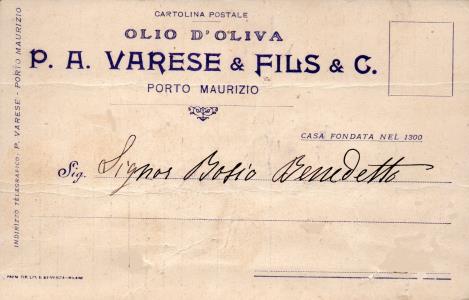 CARTOLINA POSTALE
OLIO D'OLIVA
P. A. VARESE & FILS & C.
PORTO MAURIZIO
CASA FONDATA NEL 1300
Sig. Signor Bosio Benedetto
INDIRIZZO TELEGRAFICO: P. VARESE - PORTO MAURIZIO